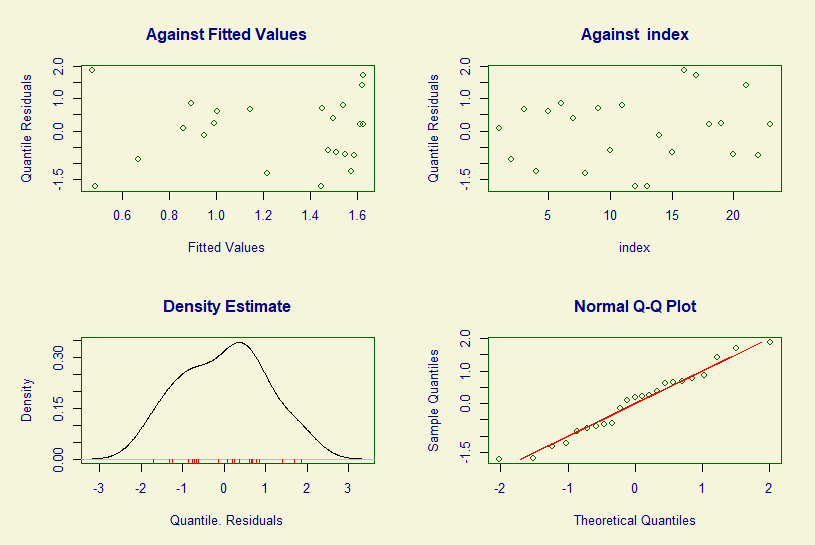 Against Fitted Values
Quantile Residuals
-1.5 0.0 1.0 2.0
0.6 0.8 1.0 1.2 1.4 1.6
Fitted Values
Against index
Quantile Residuals
-1.5 0.0 1.0 2.0
5 10 15 20
index
Density Estimate
Density
0.00 0.15 0.30
-3 -2 -1 0 1 2 3
Quantile. Residuals
Normal Q-Q Plot
Sample Quantiles
-1.5 0.0 1.0 2.0
-2 -1 0 1 2
Theoretical Quantiles